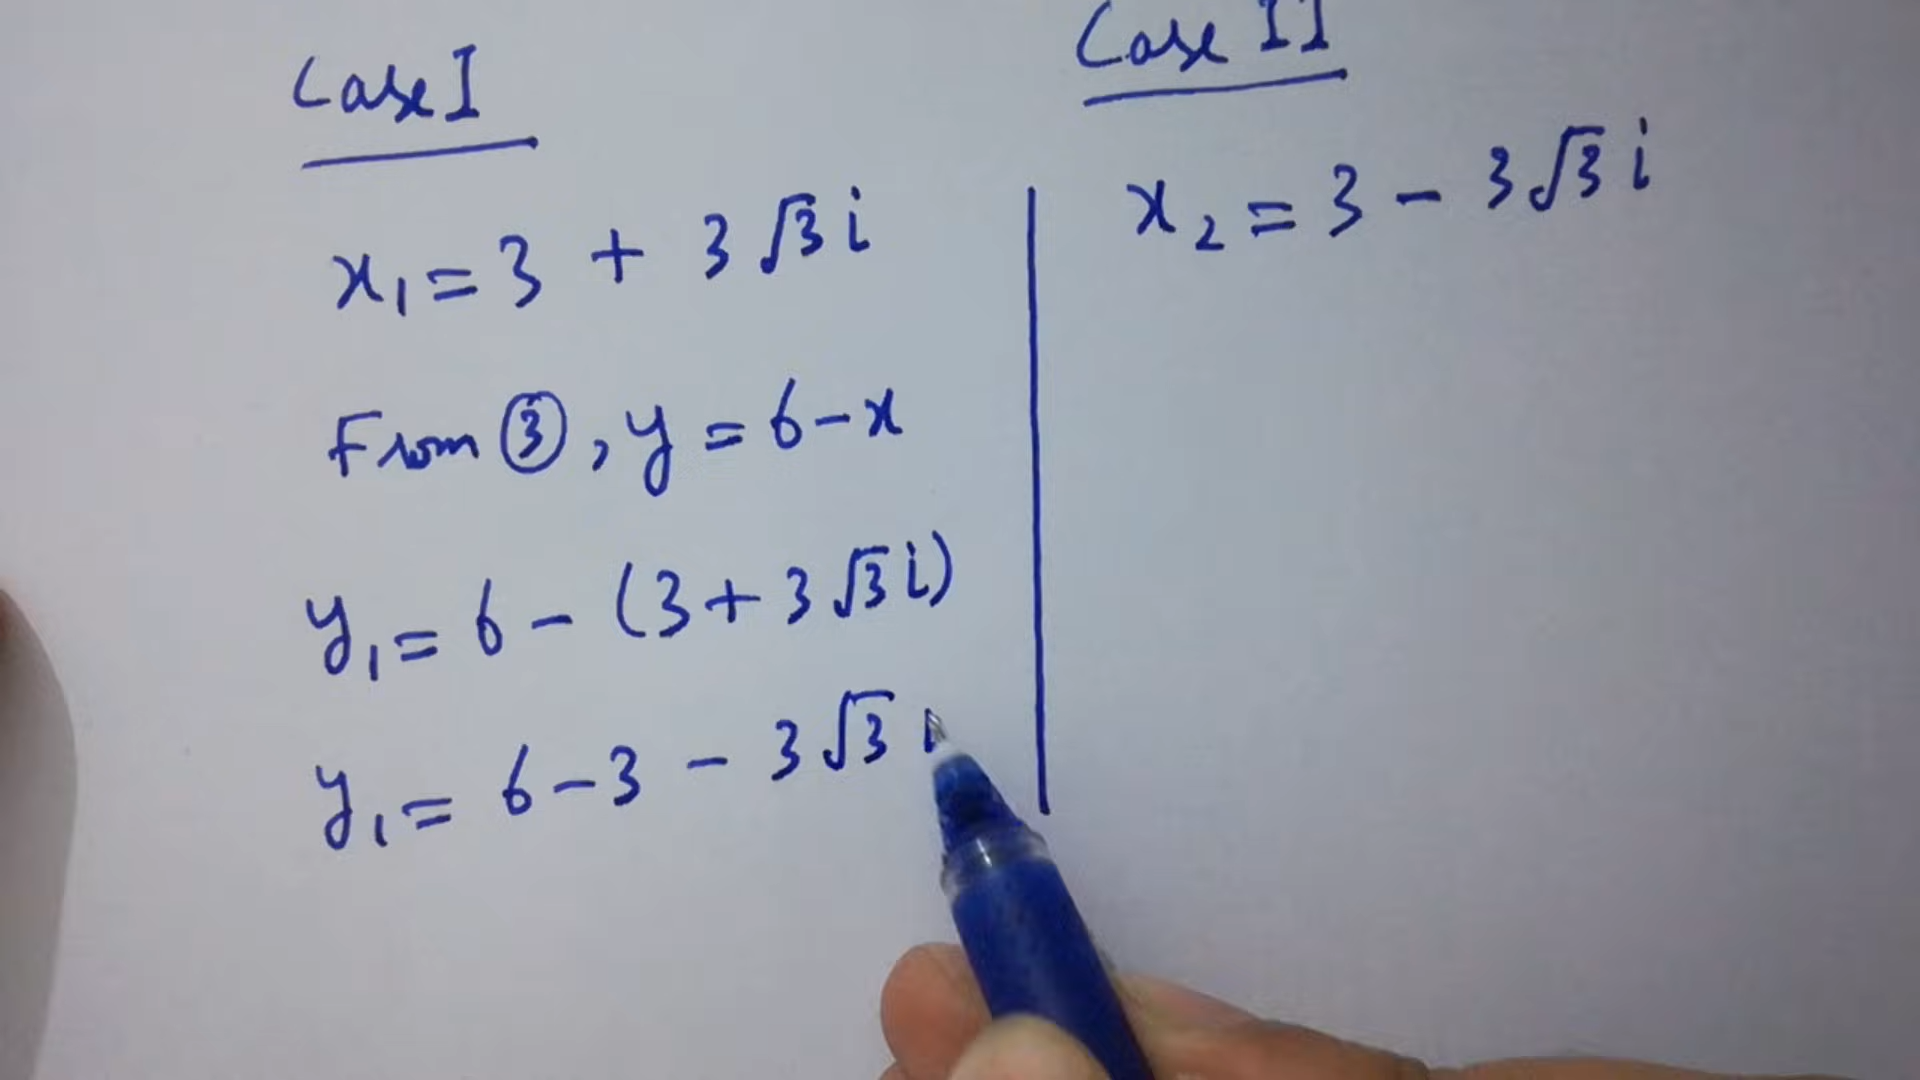 Case I
x₁ = 3 + 3√3 i
From ③, y = 6 - x
y₁ = 6 - (3 + 3√3 i)
y₁ = 6 - 3 - 3√3 i
Case II
x₂ = 3 - 3√3 i